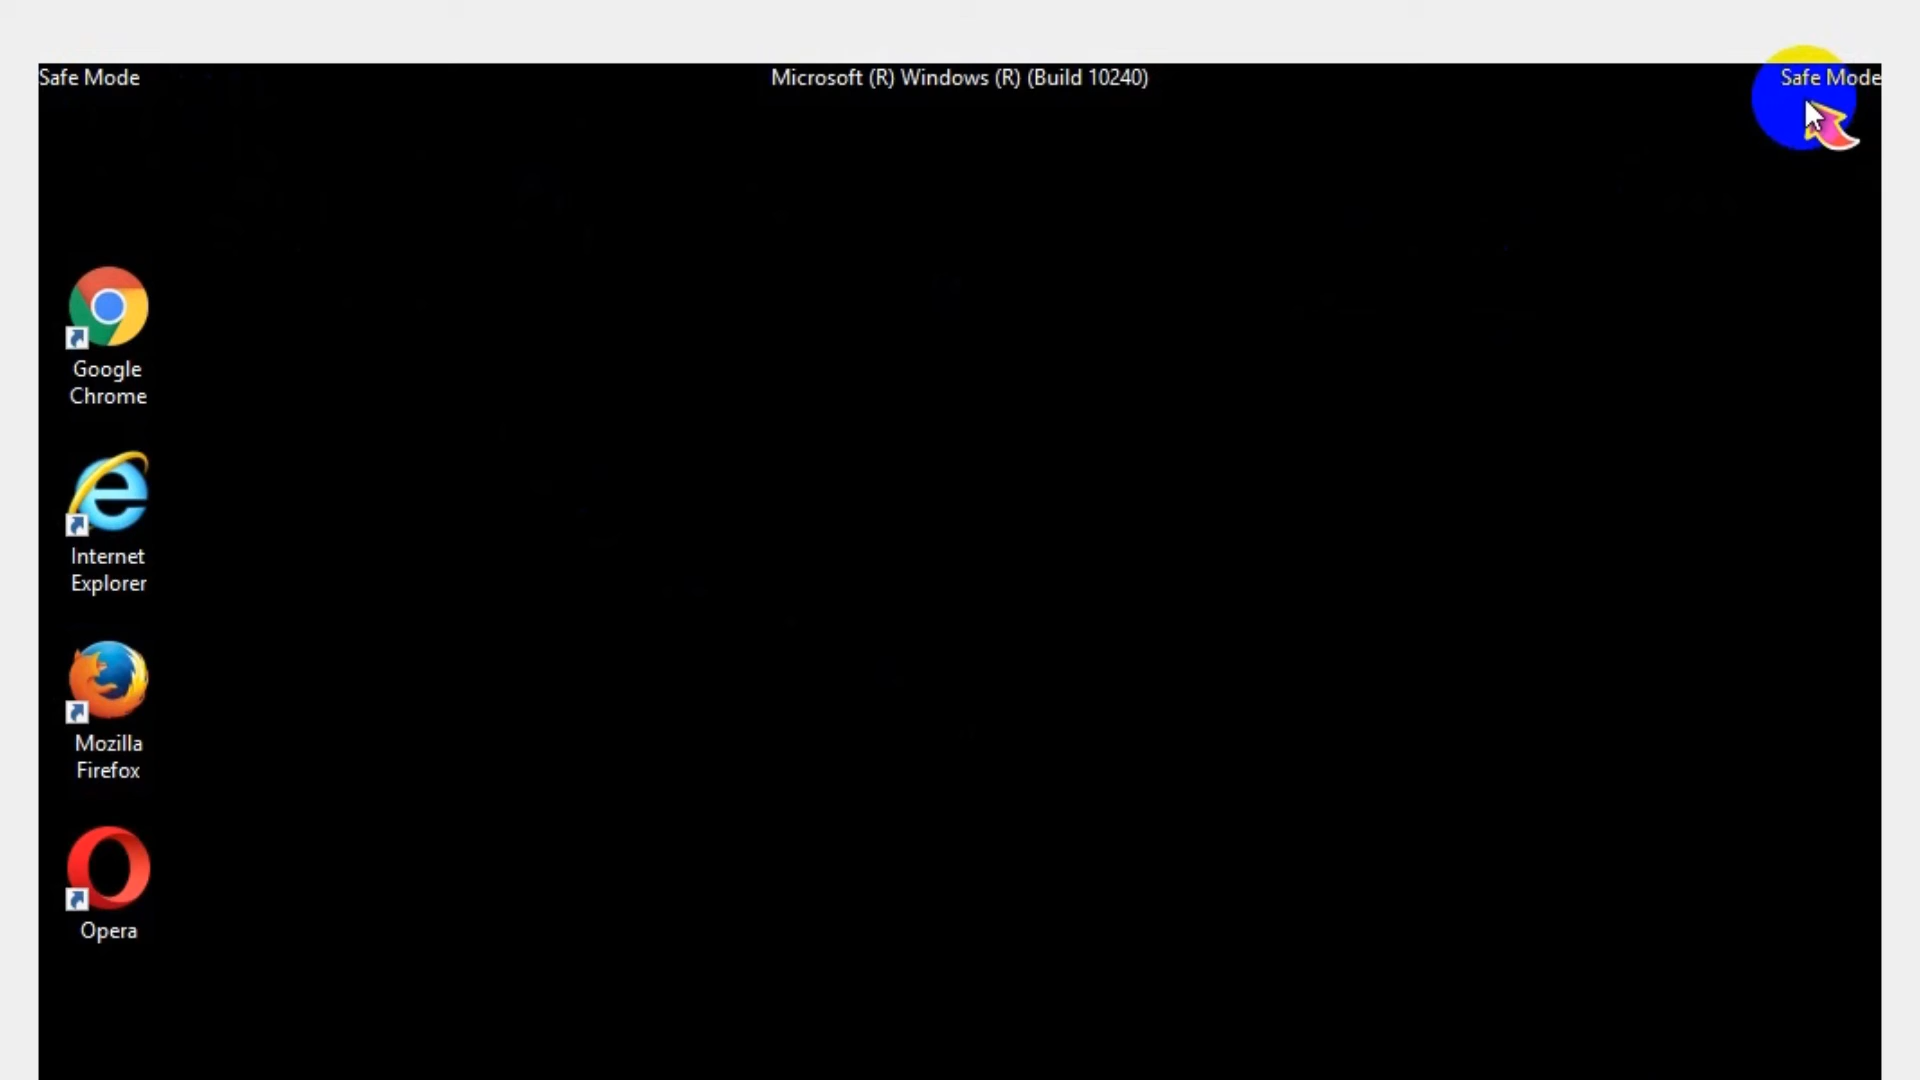 Safe Mode
Microsoft (R) Windows (R) (Build 10240)
Safe Mode
Google
Chrome
Internet
Explorer
Mozilla
Firefox
Opera